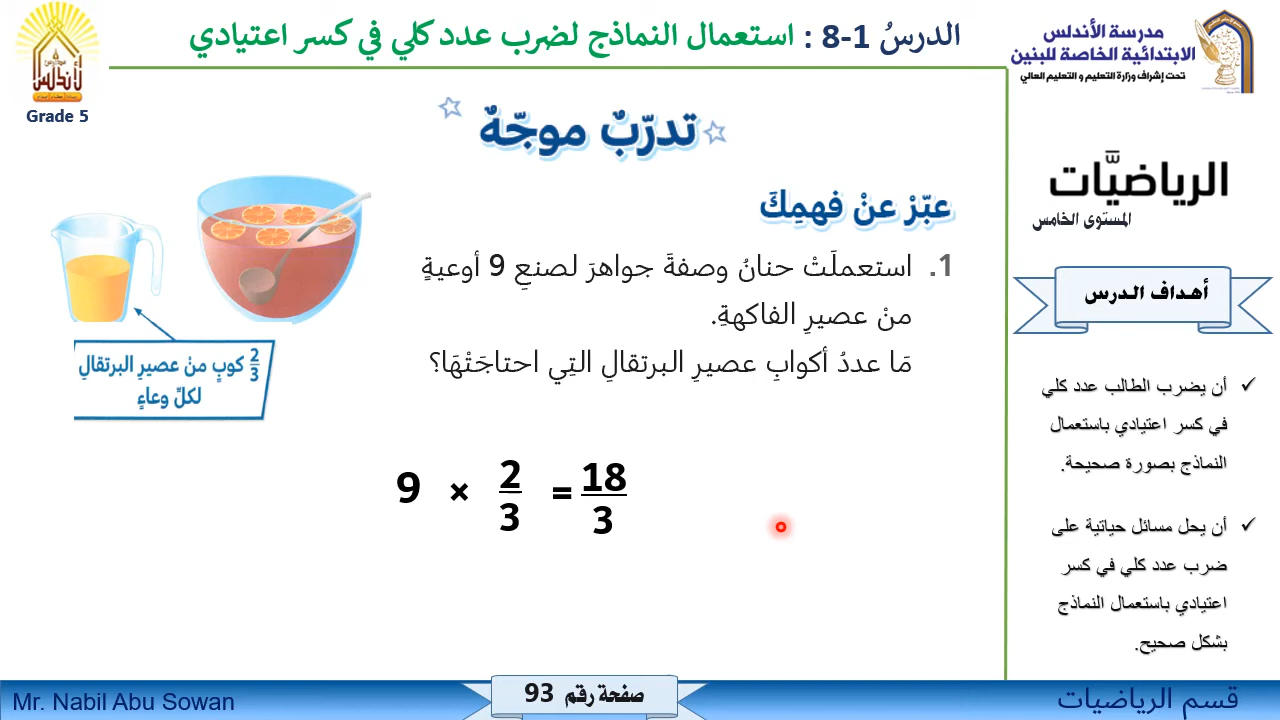 الدرسُ 1-8 : استعمال النماذج لضرب عدد كلي في كسر اعتيادي
مدرسة الأندلس
الابتدائية الخاصة للبنين
تحت إشراف وزارة التعليم و التعليم العالي
الأندلس
Grade 5
تدرّبٌ موجّهٌ
عبّرْ عنْ فهمِكَ
1. استعملَتْ حنانُ وصفةَ جواهرَ لصنعِ 9 أوعيةٍ
منْ عصيرِ الفاكهةِ.
مَا عددُ أكوابِ عصيرِ البرتقالِ التِي احتاجَتْهَا؟
2/3 كوبٍ منْ عصيرِ البرتقالِ
لكلِّ وعاءٍ
9 × 2/3 = 18/3
الرياضيَّات
المستوى الخامس
أهداف الدرس
✓ أن يضرب الطالب عدد كلي
في كسر اعتيادي باستعمال
النماذج بصورة صحيحة.
✓ أن يحل مسائل حياتية على
ضرب عدد كلي في كسر
اعتيادي باستعمال النماذج
بشكل صحيح.
Mr. Nabil Abu Sowan
صفحة رقم 93
قسم الرياضيات